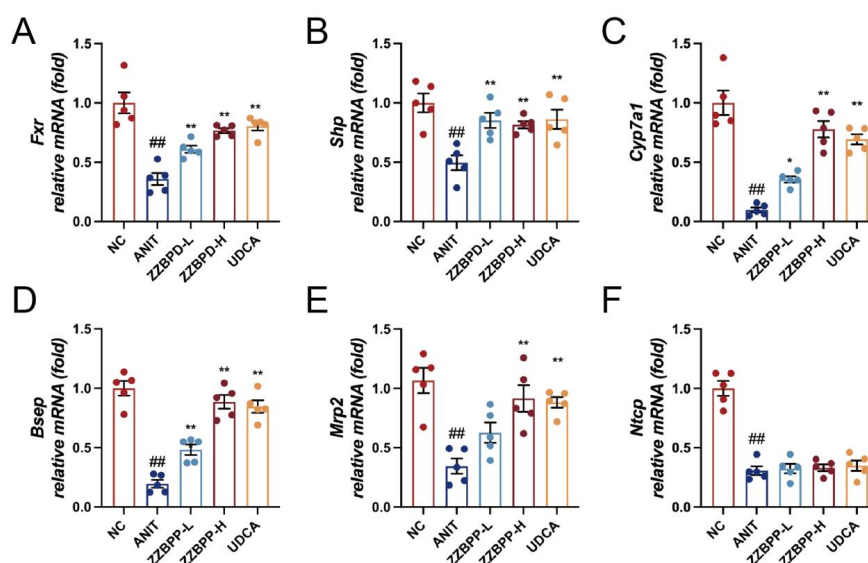 A
Fxr
relative mRNA (fold)
1.5
1.0
0.5
0.0
##
**
**
**
NC
ANIT
ZZBPD-L
ZZBPD-H
UDCA
B
Shp
relative mRNA (fold)
1.5
1.0
0.5
0.0
##
**
**
**
NC
ANIT
ZZBPD-L
ZZBPD-H
UDCA
C
Cyp7a1
relative mRNA (fold)
1.5
1.0
0.5
0.0
##
*
**
**
NC
ANIT
ZZBPP-L
ZZBPP-H
UDCA
D
Bsep
relative mRNA (fold)
1.5
1.0
0.5
0.0
##
**
**
**
NC
ANIT
ZZBPP-L
ZZBPP-H
UDCA
E
Mrp2
relative mRNA (fold)
1.5
1.0
0.5
0.0
##
**
**
NC
ANIT
ZZBPP-L
ZZBPP-H
UDCA
F
Ntcp
relative mRNA (fold)
1.5
1.0
0.5
0.0
##
NC
ANIT
ZZBPP-L
ZZBPP-H
UDCA